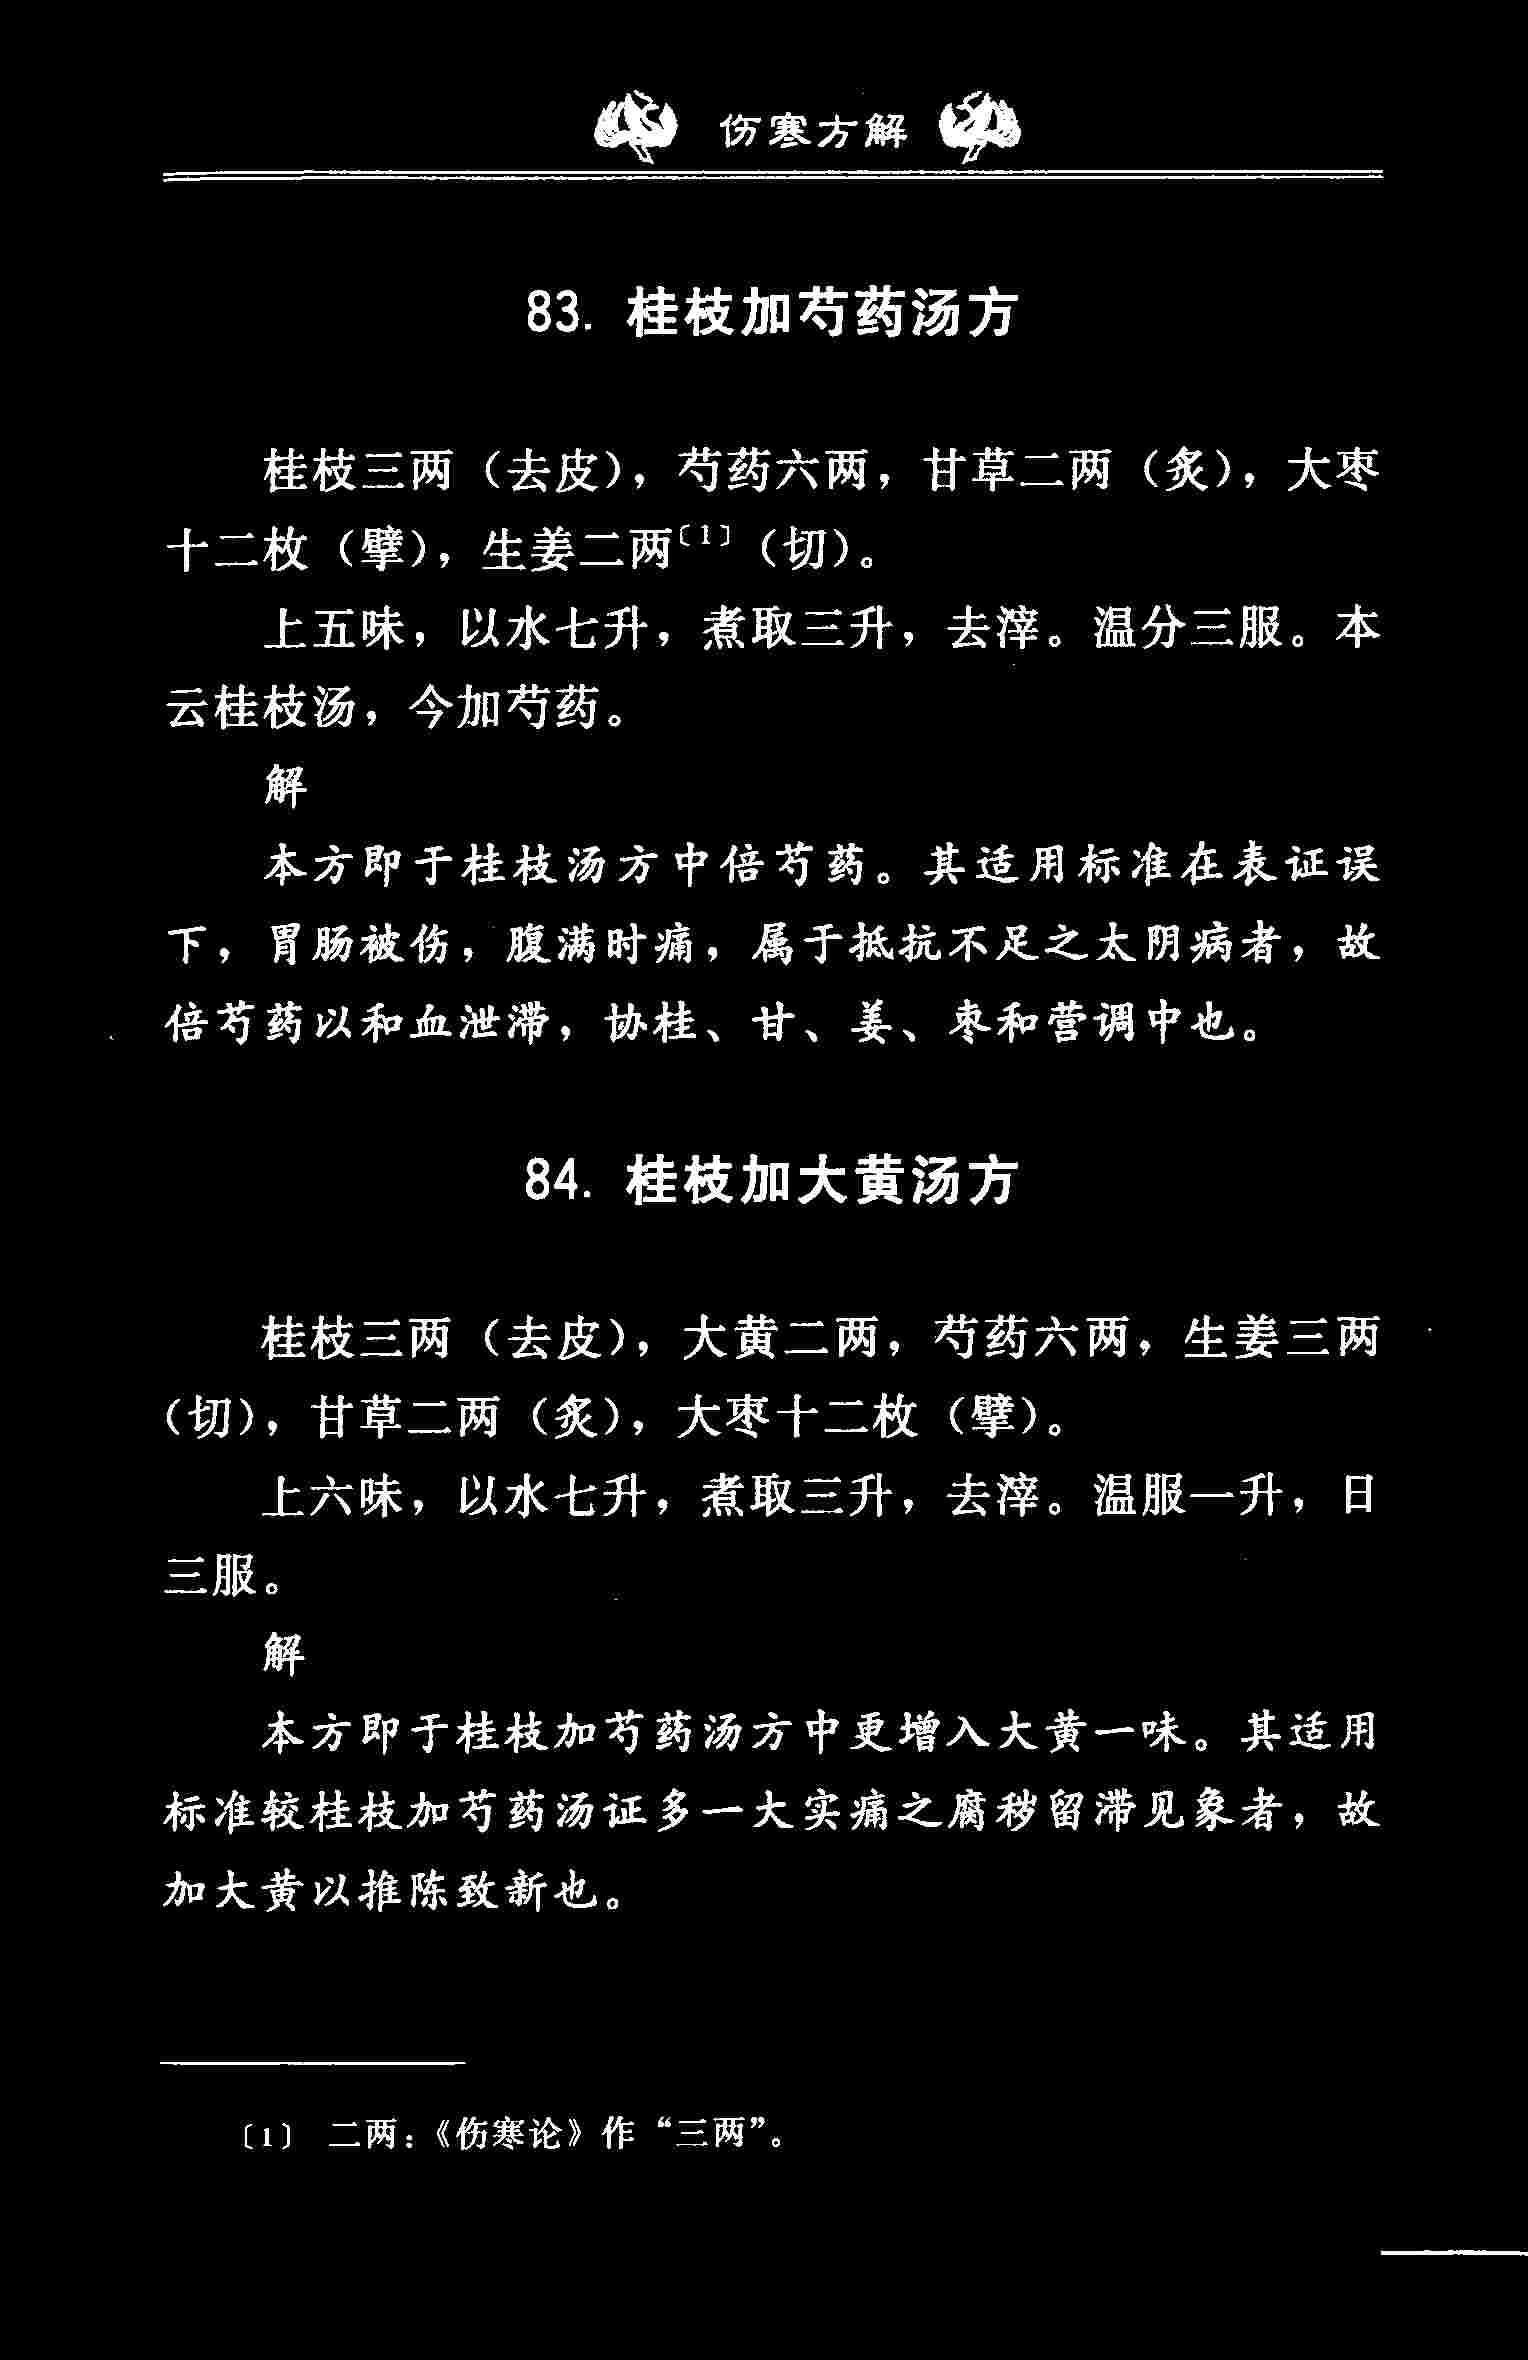 伤寒方解
83. 桂枝加芍药汤方
桂枝三两（去皮），芍药六两，甘草二两（炙），大枣
十二枚（擘），生姜二两〔1〕（切）。
上五味，以水七升，煮取三升，去滓。温分三服。本
云桂枝汤，今加芍药。
解
本方即于桂枝汤方中倍芍药。其适用标准在表证误
下，胃肠被伤，腹满时痛，属于抵抗不足之太阴病者，故
倍芍药以和血泄滞，协桂、甘、姜、枣和营调中也。
84. 桂枝加大黄汤方
桂枝三两（去皮），大黄二两，芍药六两，生姜三两
（切），甘草二两（炙），大枣十二枚（擘）。
上六味，以水七升，煮取三升，去滓。温服一升，日
三服。
解
本方即于桂枝加芍药汤方中更增入大黄一味。其适用
标准较桂枝加芍药汤证多一大实痛之腐秽留滞见象者，故
加大黄以推陈致新也。
〔1〕 二两：《伤寒论》作“三两”。